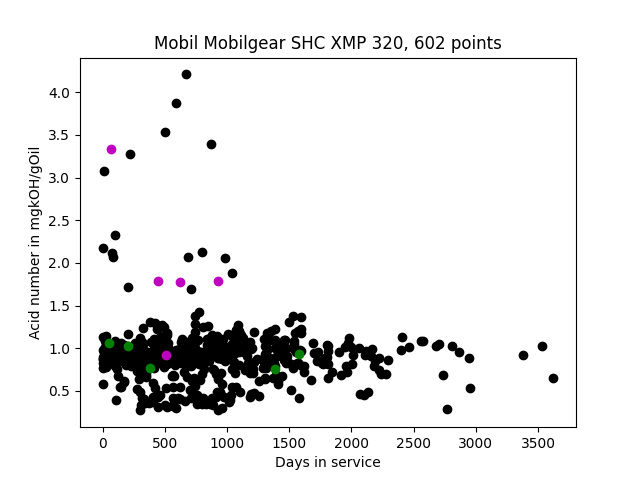 Mobil Mobilgear SHC XMP 320, 602 points
Acid number in mgkOH/gOil
4.0
3.5
3.0
2.5
2.0
1.5
1.0
0.5
0 500 1000 1500 2000 2500 3000 3500
Days in service